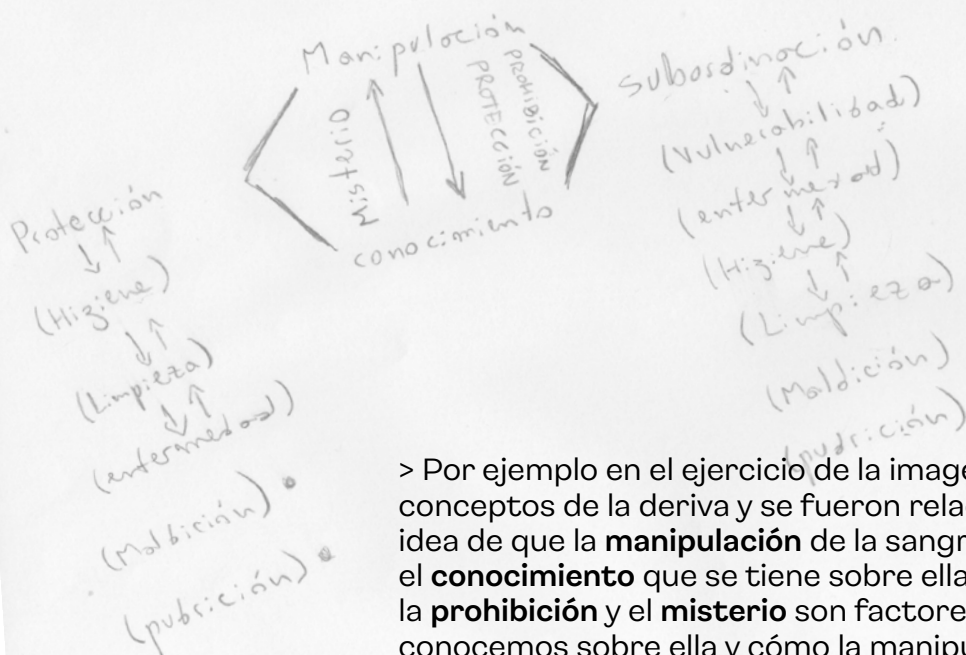 Manipulación
Misterio
PROTECCIÓN
PROHIBICIÓN
conocimiento
Protección
(Higiene)
(Limpieza)
(enfermedad)
(Maldición)
(pudrición)
Subordinación
(Vulnerabilidad)
(enfermedad)
(Higiene)
(Limpieza)
(Maldición)
(pudrición)
> Por ejemplo en el ejercicio de la image
conceptos de la deriva y se fueron rela
idea de que la manipulación de la sangr
el conocimiento que se tiene sobre ella
la prohibición y el misterio son factore
conocemos sobre ella y cómo la manipu